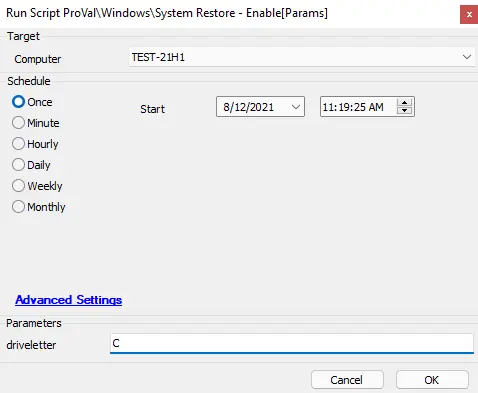 Run Script ProVal\Windows\System Restore - Enable[Params]
x
Target
Computer TEST-21H1
Schedule
Once Start 8/12/2021 11:19:25 AM
Minute
Hourly
Daily
Weekly
Monthly
Advanced Settings
Parameters
driveletter C
Cancel OK